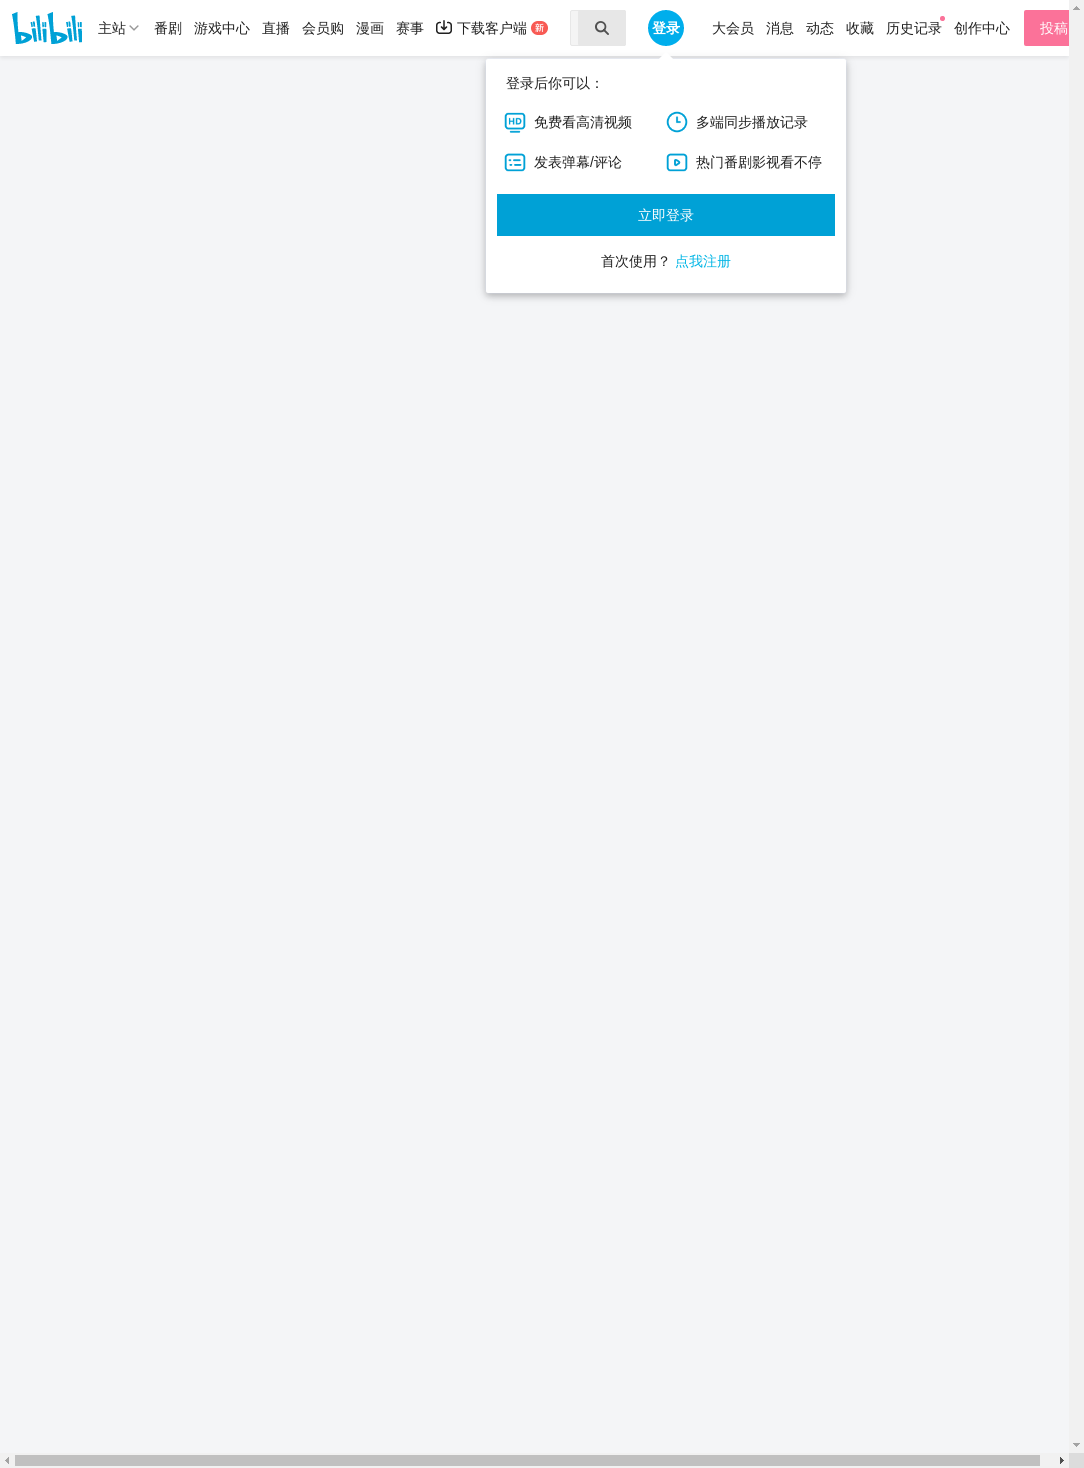 bilibili 主站 番剧 游戏中心 直播 会员购 漫画 赛事 下载客户端 新 登录 大会员 消息 动态 收藏 历史记录 创作中心 投稿
登录后你可以：
HD 免费看高清视频 多端同步播放记录
发表弹幕/评论 热门番剧影视看不停
立即登录
首次使用？ 点我注册